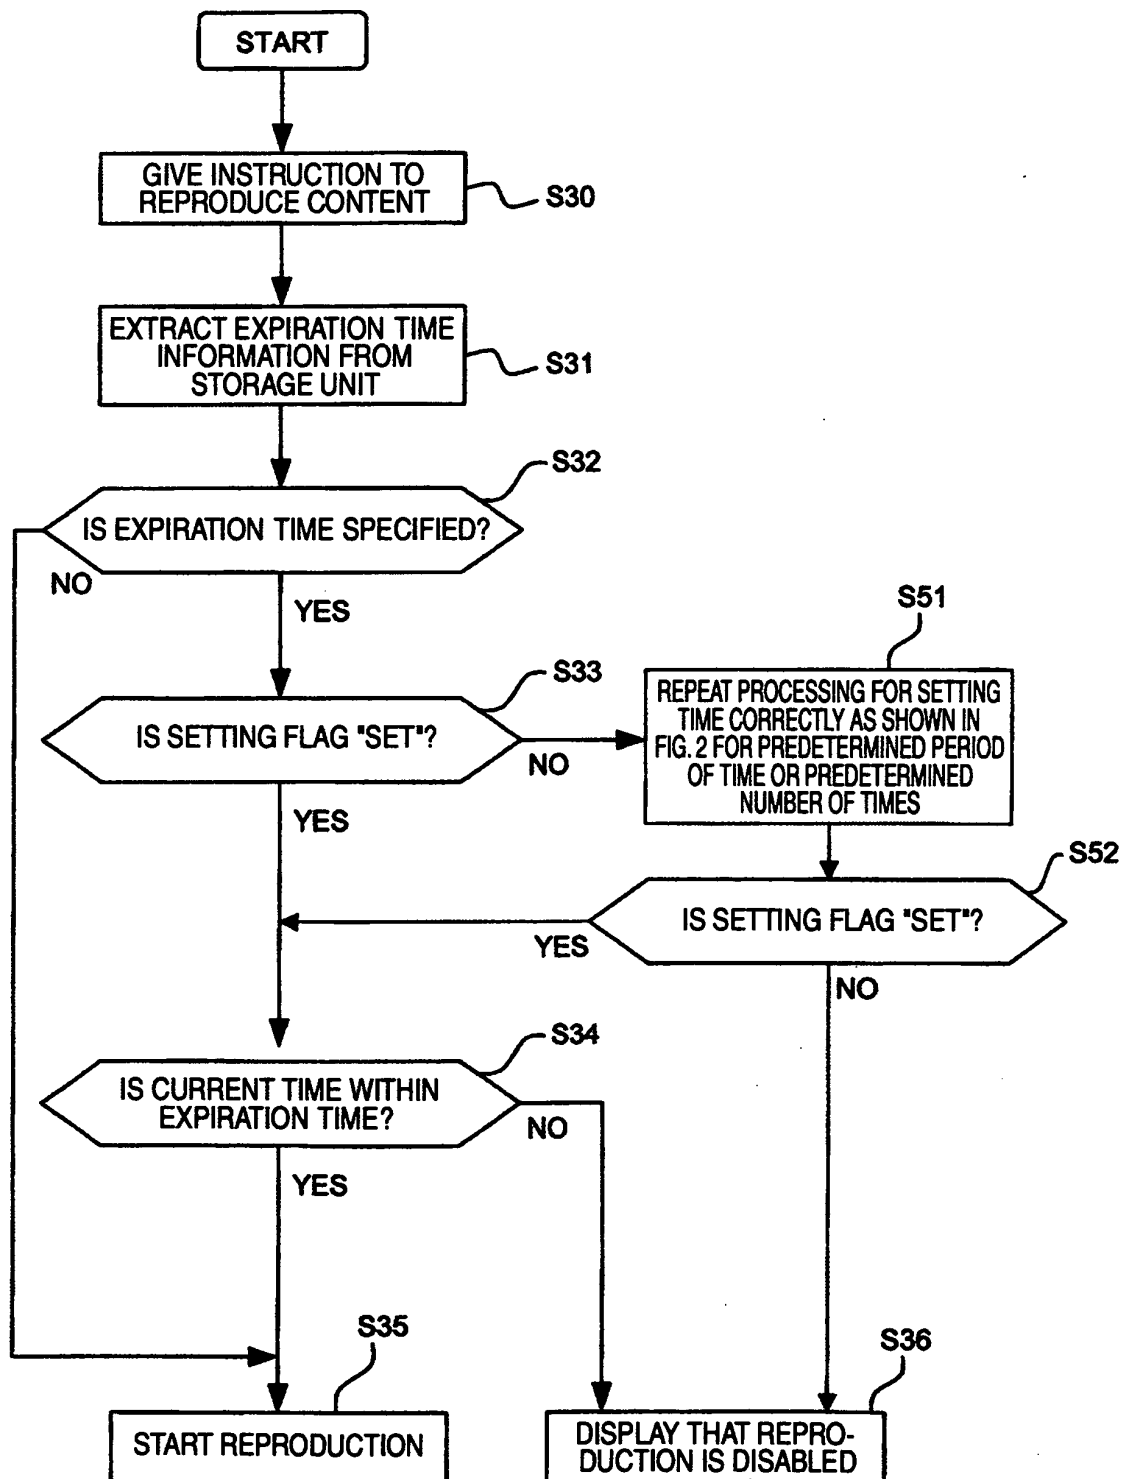 START
GIVE INSTRUCTION TO
REPRODUCE CONTENT
S30
EXTRACT EXPIRATION TIME
INFORMATION FROM
STORAGE UNIT
S31
S32
IS EXPIRATION TIME SPECIFIED?
NO
YES
S33
IS SETTING FLAG "SET"?
NO
YES
S51
REPEAT PROCESSING FOR SETTING
TIME CORRECTLY AS SHOWN IN
FIG. 2 FOR PREDETERMINED PERIOD
OF TIME OR PREDETERMINED
NUMBER OF TIMES
S52
IS SETTING FLAG "SET"?
YES
NO
S34
IS CURRENT TIME WITHIN
EXPIRATION TIME?
NO
YES
S35
START REPRODUCTION
S36
DISPLAY THAT REPRO-
DUCTION IS DISABLED